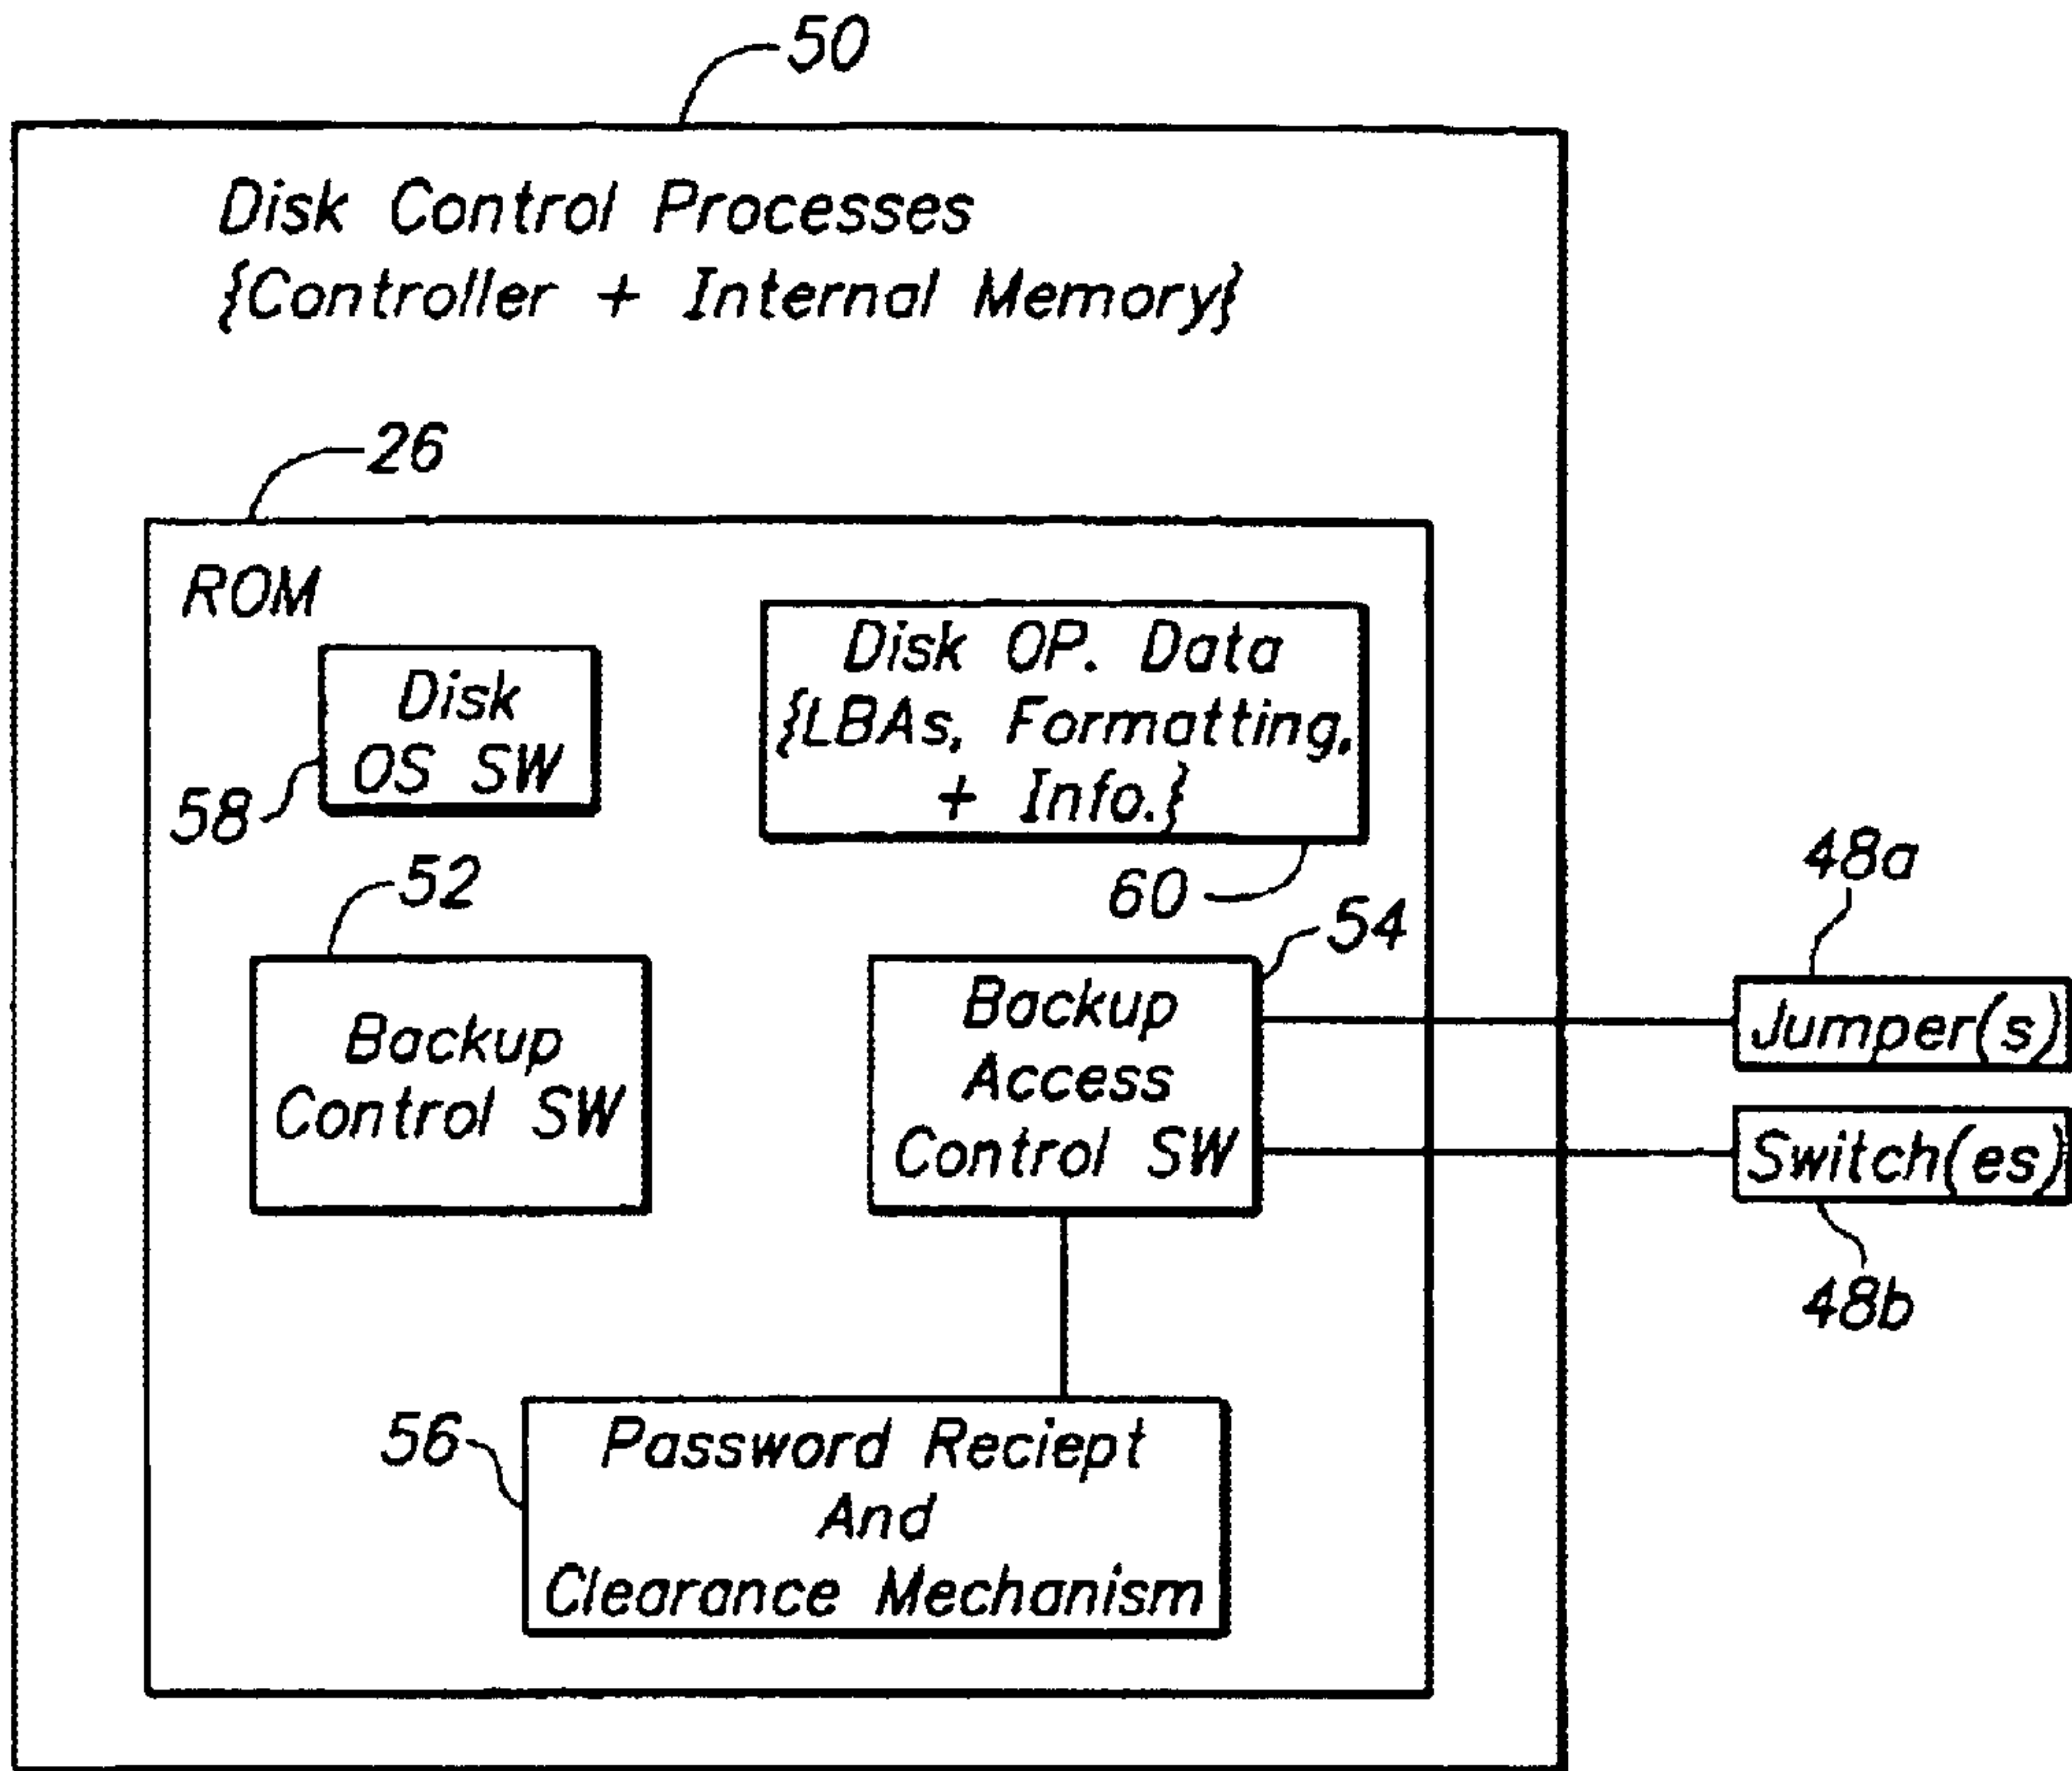 50
Disk Control Processes
{Controller + Internal Memory}
26
ROM
Disk
OS SW
58
Disk OP. Data
{LBAs, Formatting,
+ Info.}
60
52
Backup
Control SW
54
Backup
Access
Control SW
48a
Jumper(s)
Switch(es)
48b
56
Password Reciept
And
Clearance Mechanism